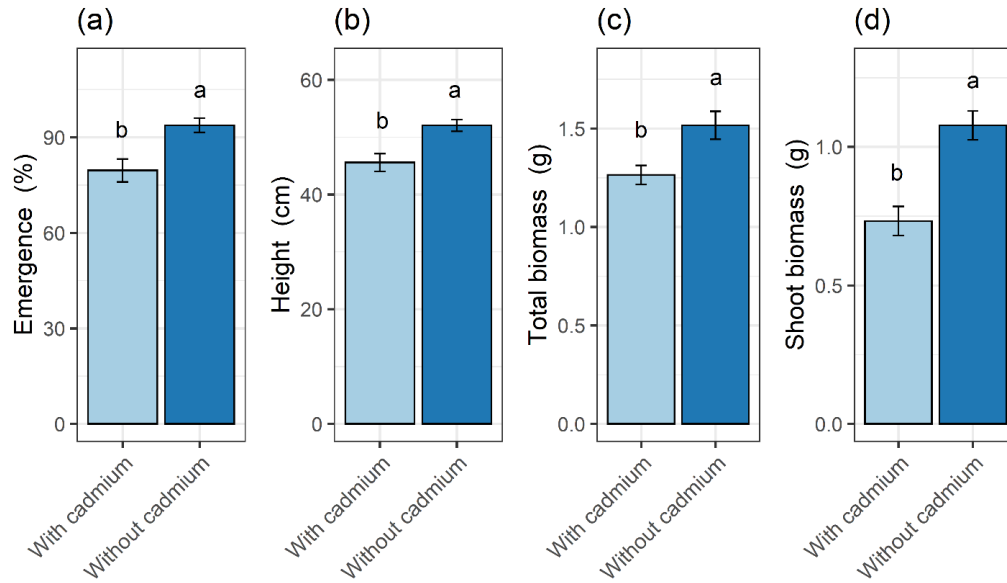 (a)
Emergence (%)
90
60
30
0
b
a
With cadmium
Without cadmium
(b)
Height (cm)
60
40
20
0
b
a
With cadmium
Without cadmium
(c)
Total biomass (g)
1.5
1.0
0.5
0.0
b
a
With cadmium
Without cadmium
(d)
Shoot biomass (g)
1.0
0.5
0.0
b
a
With cadmium
Without cadmium